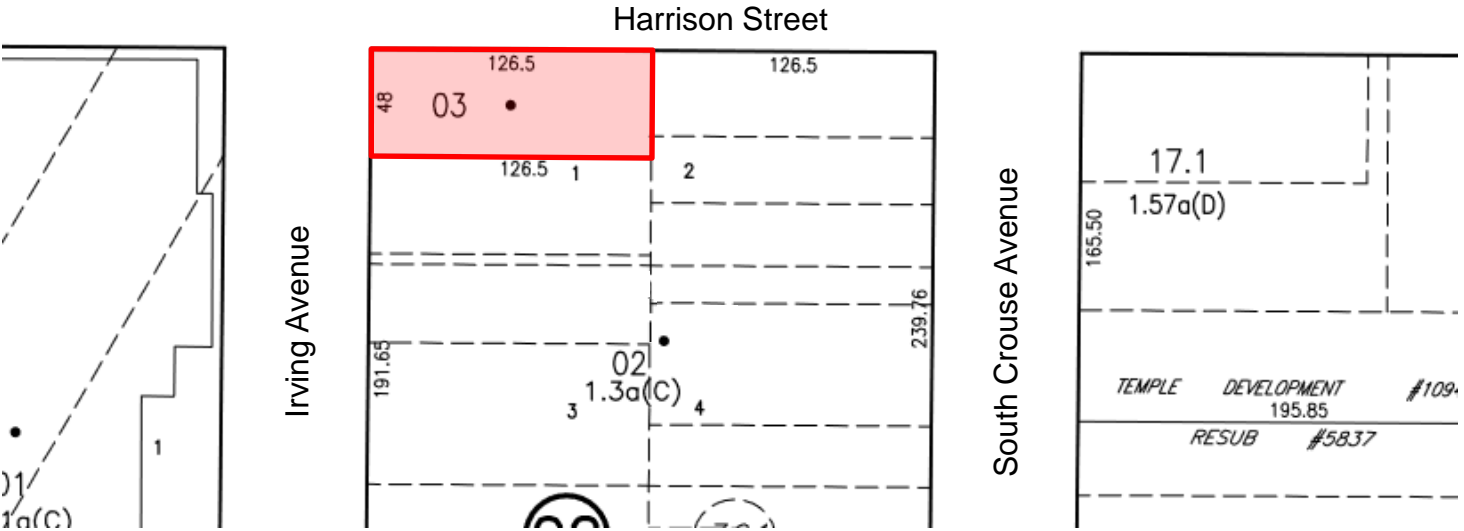 Harrison Street
126.5
126.5
48
03
126.5
1
2
17.1
1.57a(D)
165.50
Irving Avenue
South Crouse Avenue
239.76
191.65
02
1.3a(C)
3
4
TEMPLE DEVELOPMENT
195.85
RESUB #5837
1